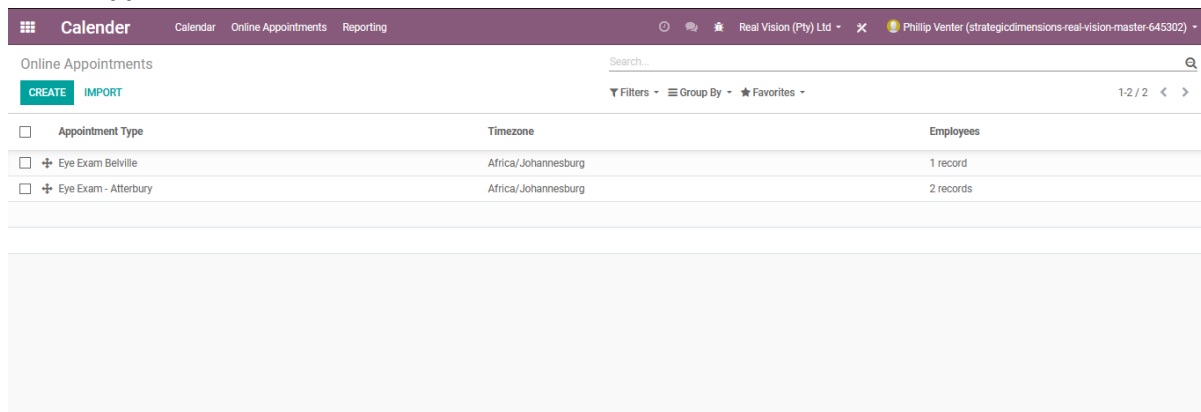 Calender Calendar Online Appointments Reporting Real Vision (Pty) Ltd Phillip Venter (strategicdimensions-real-vision-master-645302)
Online Appointments Search...
CREATE IMPORT Filters Group By Favorites 1-2 / 2
Appointment Type Timezone Employees
Eye Exam Belville Africa/Johannesburg 1 record
Eye Exam - Atterbury Africa/Johannesburg 2 records